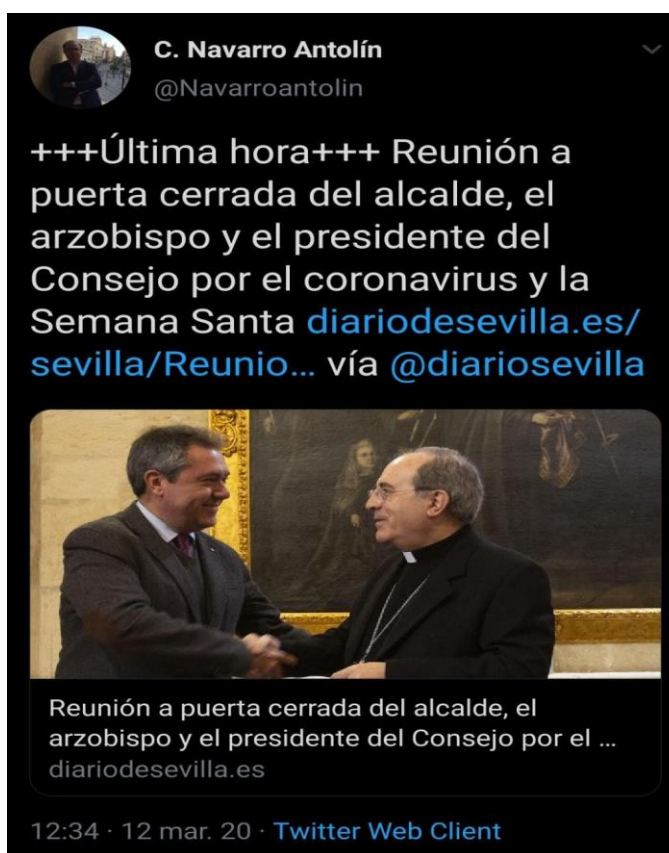 C. Navarro Antolín
@Navarroantolin
+++Última hora+++ Reunión a
puerta cerrada del alcalde, el
arzobispo y el presidente del
Consejo por el coronavirus y la
Semana Santa diariodesevilla.es/
sevilla/Reunio... vía @diariosevilla
Reunión a puerta cerrada del alcalde, el
arzobispo y el presidente del Consejo por el ...
diariodesevilla.es
12:34 · 12 mar. 20 · Twitter Web Client